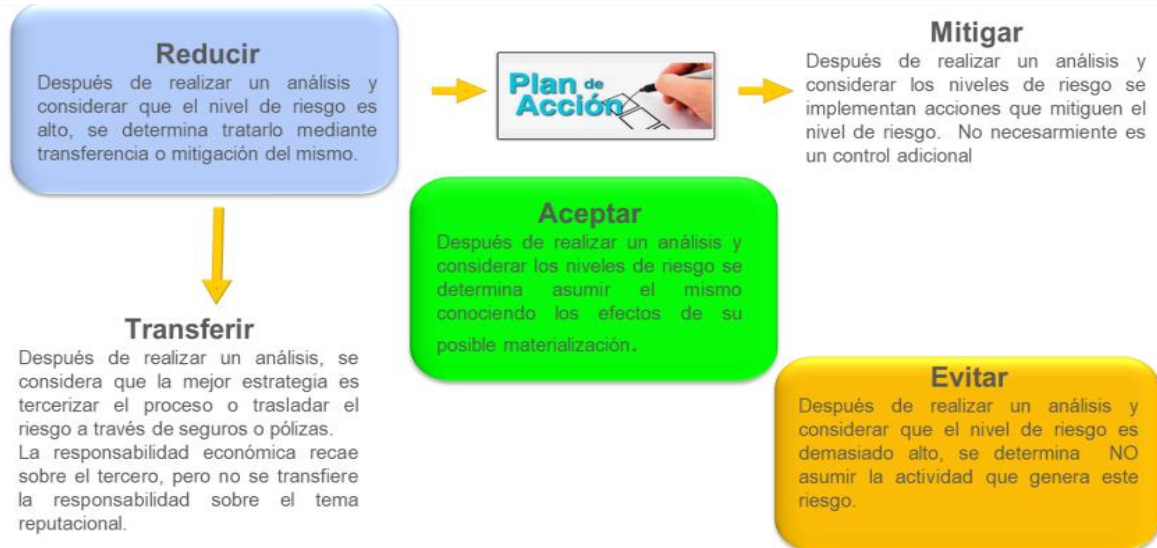 Reducir
Después de realizar un análisis y
considerar que el nivel de riesgo es
alto, se determina tratarlo mediante
transferencia o mitigación del mismo.
Plan de
Acción
Mitigar
Después de realizar un análisis y
considerar los niveles de riesgo se
implementan acciones que mitiguen el
nivel de riesgo. No necesarmiente es
un control adicional
Aceptar
Después de realizar un análisis y
considerar los niveles de riesgo se
determina asumir el mismo
conociendo los efectos de su
posible materialización.
Transferir
Después de realizar un análisis, se
considera que la mejor estrategia es
tercerizar el proceso o trasladar el
riesgo a través de seguros o pólizas.
La responsabilidad económica recae
sobre el tercero, pero no se transfiere
la responsabilidad sobre el tema
reputacional.
Evitar
Después de realizar un análisis y
considerar que el nivel de riesgo es
demasiado alto, se determina NO
asumir la actividad que genera este
riesgo.